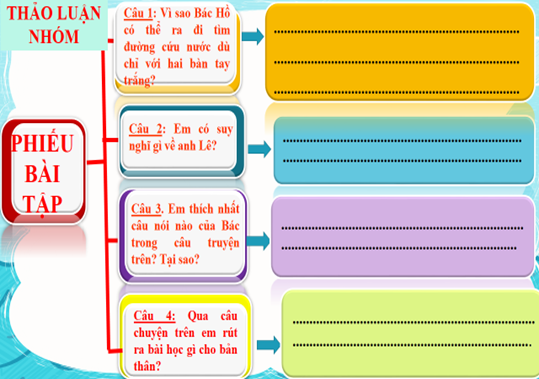 THẢO LUẬN
NHÓM
PHIẾU
BÀI
TẬP
Câu 1: Vì sao Bác Hồ
có thể ra đi tìm
đường cứu nước dù
chỉ với hai bàn tay
trắng?
Câu 2: Em có suy
nghĩ gì về anh Lê?
Câu 3. Em thích nhất
câu nói nào của Bác
trong câu truyện
trên? Tại sao?
Câu 4: Qua câu
chuyện trên em rút
ra bài học gì cho bản
thân?